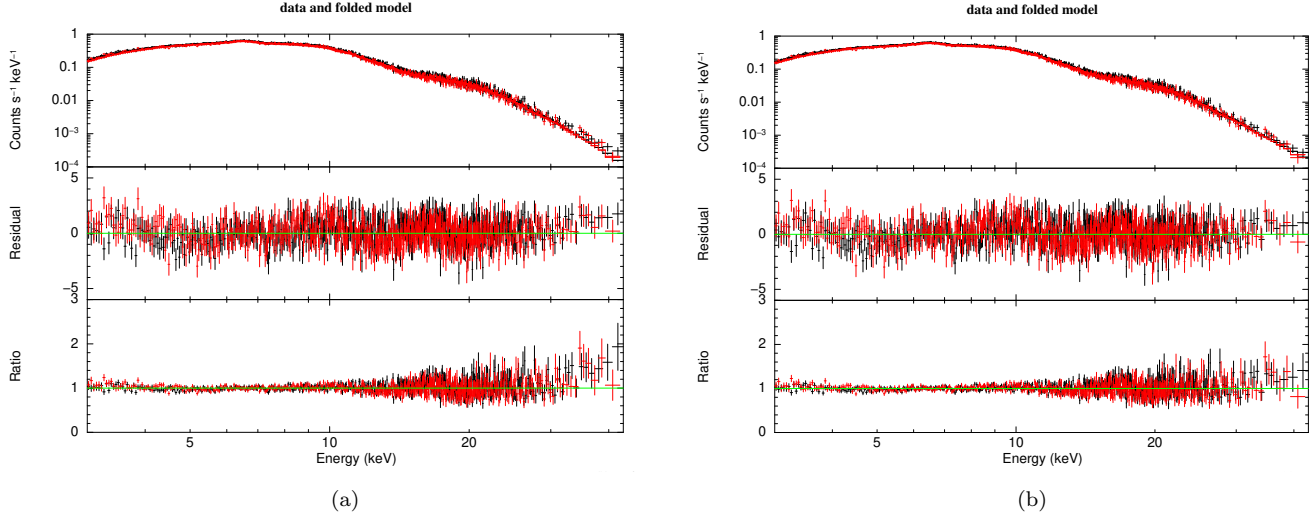 data and folded model
1
0.1
0.01
10⁻³
10⁻⁴
Counts s⁻¹ keV⁻¹
5
0
−5
Residual
3
2
1
0
Ratio
5 10 20
Energy (keV)
(a)
data and folded model
1
0.1
0.01
10⁻³
10⁻⁴
Counts s⁻¹ keV⁻¹
5
0
−5
Residual
3
2
1
0
Ratio
5 10 20
Energy (keV)
(b)